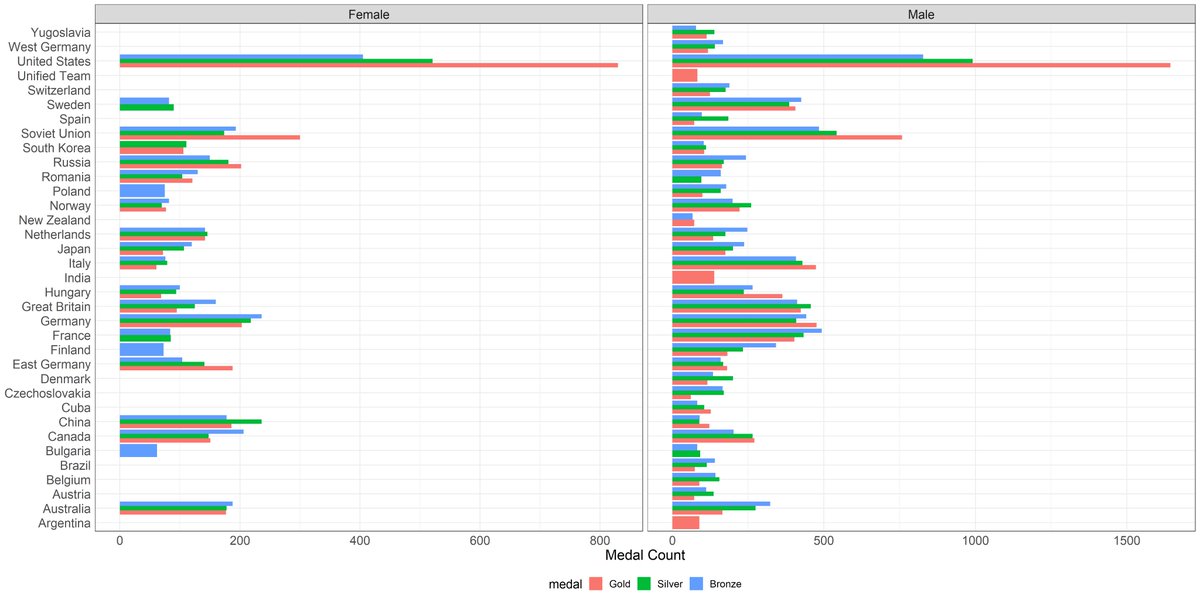 Female Male
Yugoslavia
West Germany
United States
Unified Team
Switzerland
Sweden
Spain
Soviet Union
South Korea
Russia
Romania
Poland
Norway
New Zealand
Netherlands
Japan
Italy
India
Hungary
Great Britain
Germany
France
Finland
East Germany
Denmark
Czechoslovakia
Cuba
China
Canada
Bulgaria
Brazil
Belgium
Austria
Australia
Argentina
0 200 400 600 800 0 500 1000 1500
Medal Count
medal Gold Silver Bronze